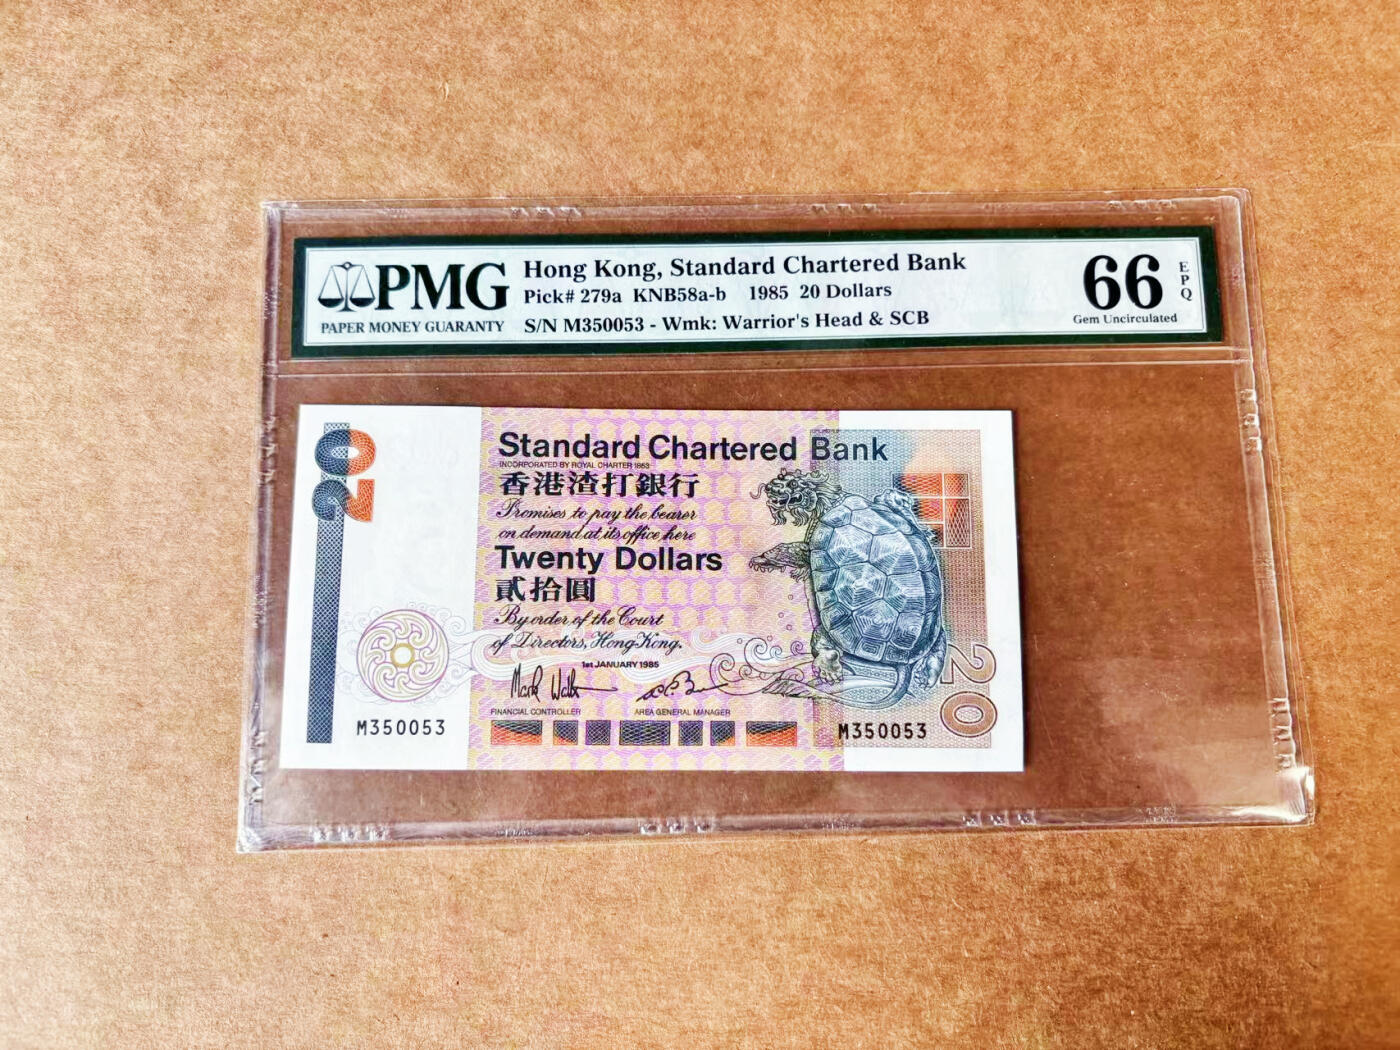 PMG
PAPER MONEY GUARANTY
Hong Kong, Standard Chartered Bank
Pick# 279a KNB58a-b 1985 20 Dollars
S/N M350053 - Wmk: Warrior's Head & SCB
66
EPQ
Gem Uncirculated
20
Standard Chartered Bank
INCORPORATED BY ROYAL CHARTER 1853
香港渣打銀行
Promises to pay the bearer
on demand at its office here
Twenty Dollars
貳拾圓
By order of the Court
of Directors, Hong Kong.
1st JANUARY 1985
FINANCIAL CONTROLLER
AREA GENERAL MANAGER
M350053
M350053
20